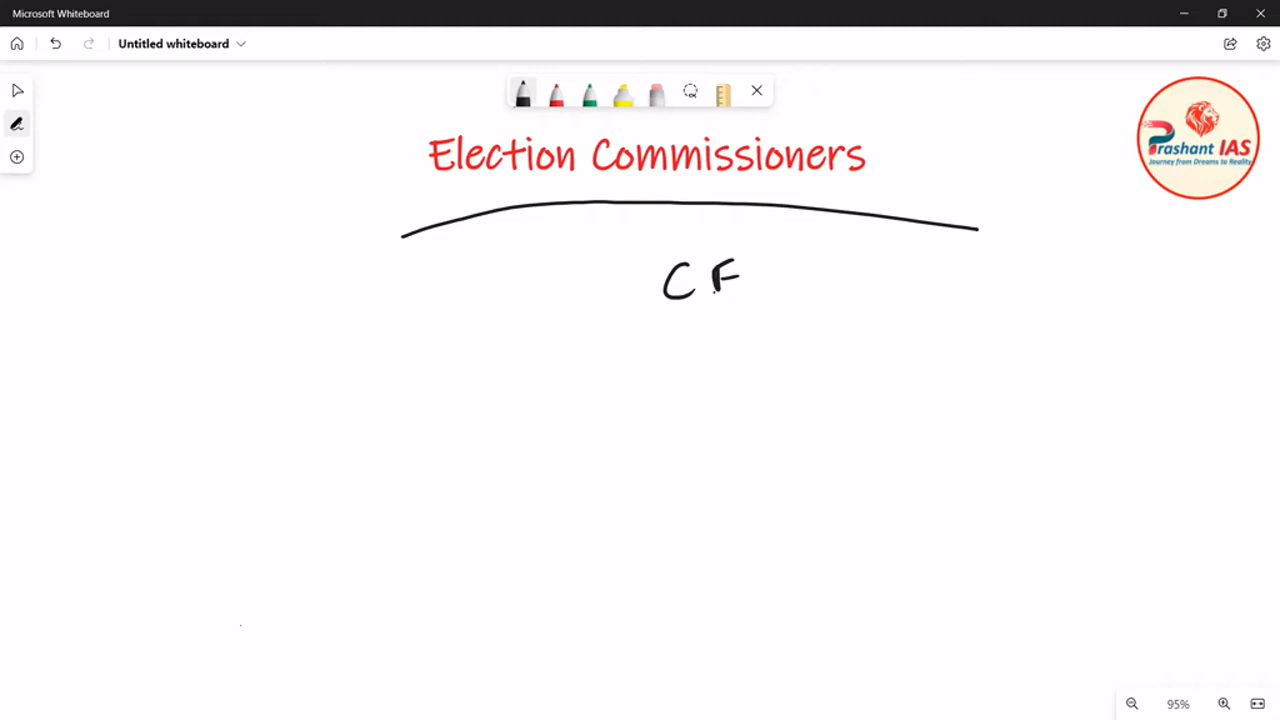 Microsoft Whiteboard
Untitled whiteboard
Election Commissioners
Prashant IAS
Journey from Dreams to Reality
C F
95%